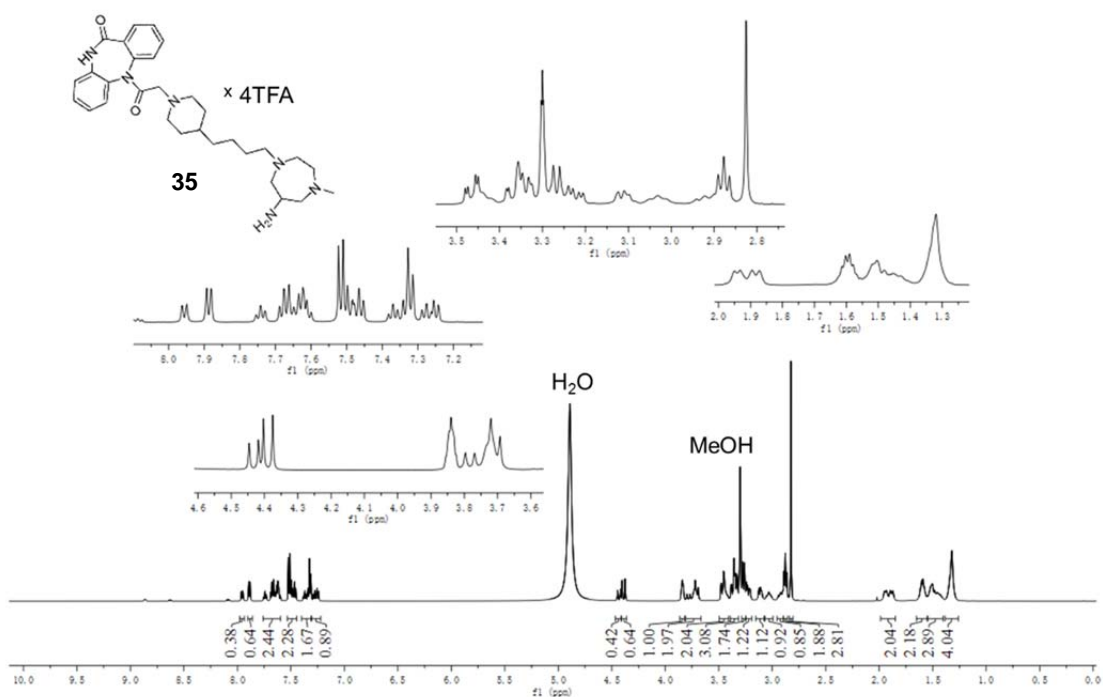 O
HN
N
O
N
N
N
H₂N
x 4TFA
35
3.5 3.4 3.3 3.2 3.1 3.0 2.9 2.8
f1 (ppm)
2.0 1.9 1.8 1.7 1.6 1.5 1.4 1.3
f1 (ppm)
8.0 7.9 7.8 7.7 7.6 7.5 7.4 7.3 7.2
f1 (ppm)
4.6 4.5 4.4 4.3 4.2 4.1 4.0 3.9 3.8 3.7 3.6
f1 (ppm)
H₂O
MeOH
0.38 0.64 2.44 2.28 1.67 0.89 0.42 0.64 1.00 1.97 2.04 3.08 1.74 1.22 1.12 0.92 0.85 1.88 2.81 2.04 2.18 2.89 4.04
10.0 9.5 9.0 8.5 8.0 7.5 7.0 6.5 6.0 5.5 5.0 4.5 4.0 3.5 3.0 2.5 2.0 1.5 1.0 0.5 0.0
f1 (ppm)